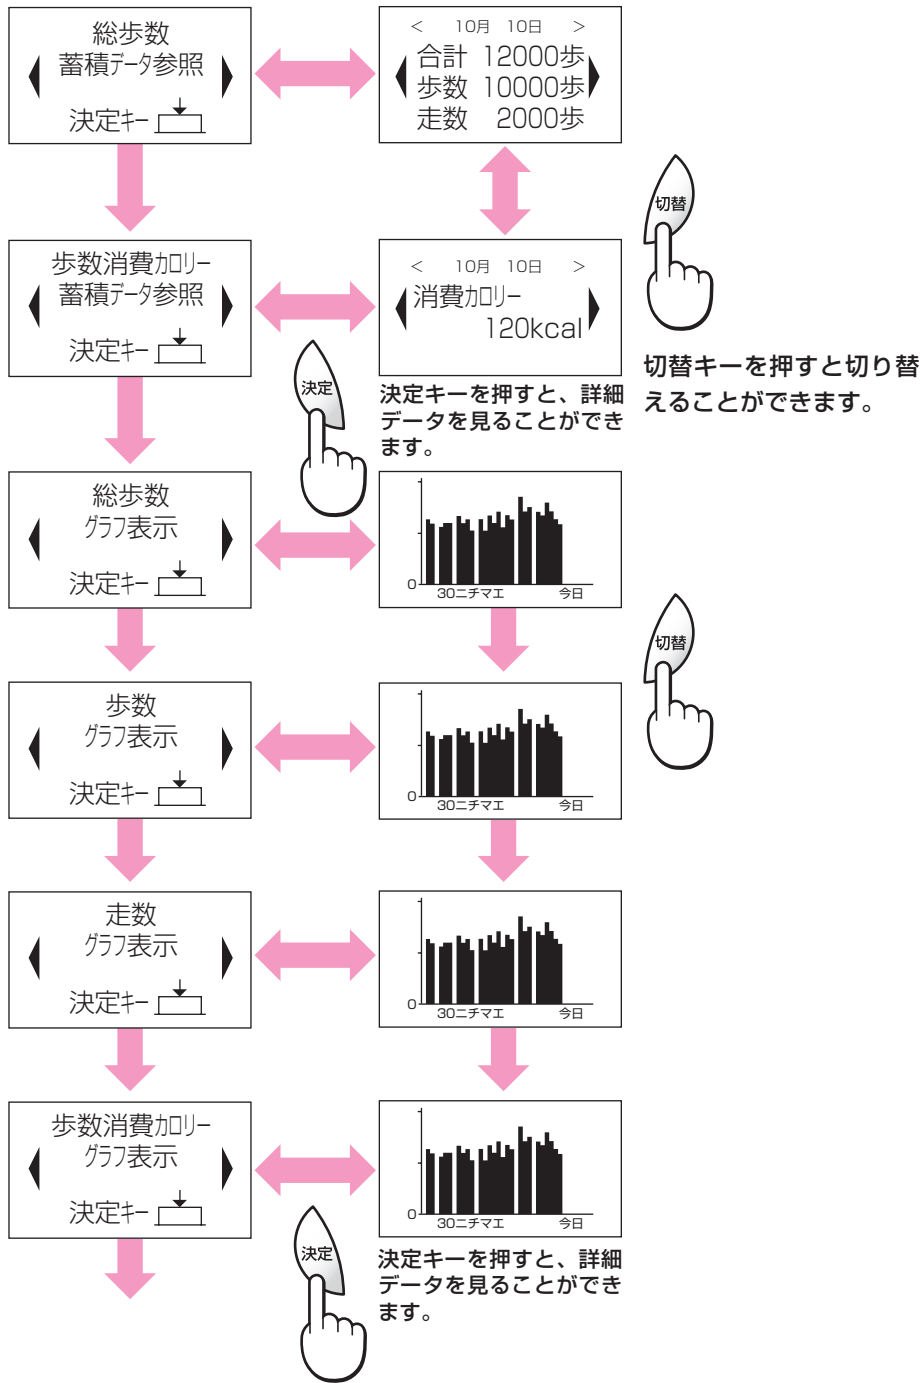 総歩数
蓄積データ参照
決定キー
< 10月 10日 >
合計 12000歩
歩数 10000歩
走数 2000歩
切替
歩数消費カロリー
蓄積データ参照
決定キー
< 10月 10日 >
消費カロリー
120kcal
決定
決定キーを押すと、詳細
データを見ることができ
ます。
切替キーを押すと切り替
えることができます。
総歩数
グラフ表示
決定キー
0
30ニチマエ 今日
切替
歩数
グラフ表示
決定キー
0
30ニチマエ 今日
走数
グラフ表示
決定キー
0
30ニチマエ 今日
歩数消費カロリー
グラフ表示
決定キー
0
30ニチマエ 今日
決定
決定キーを押すと、詳細
データを見ることができ
ます。